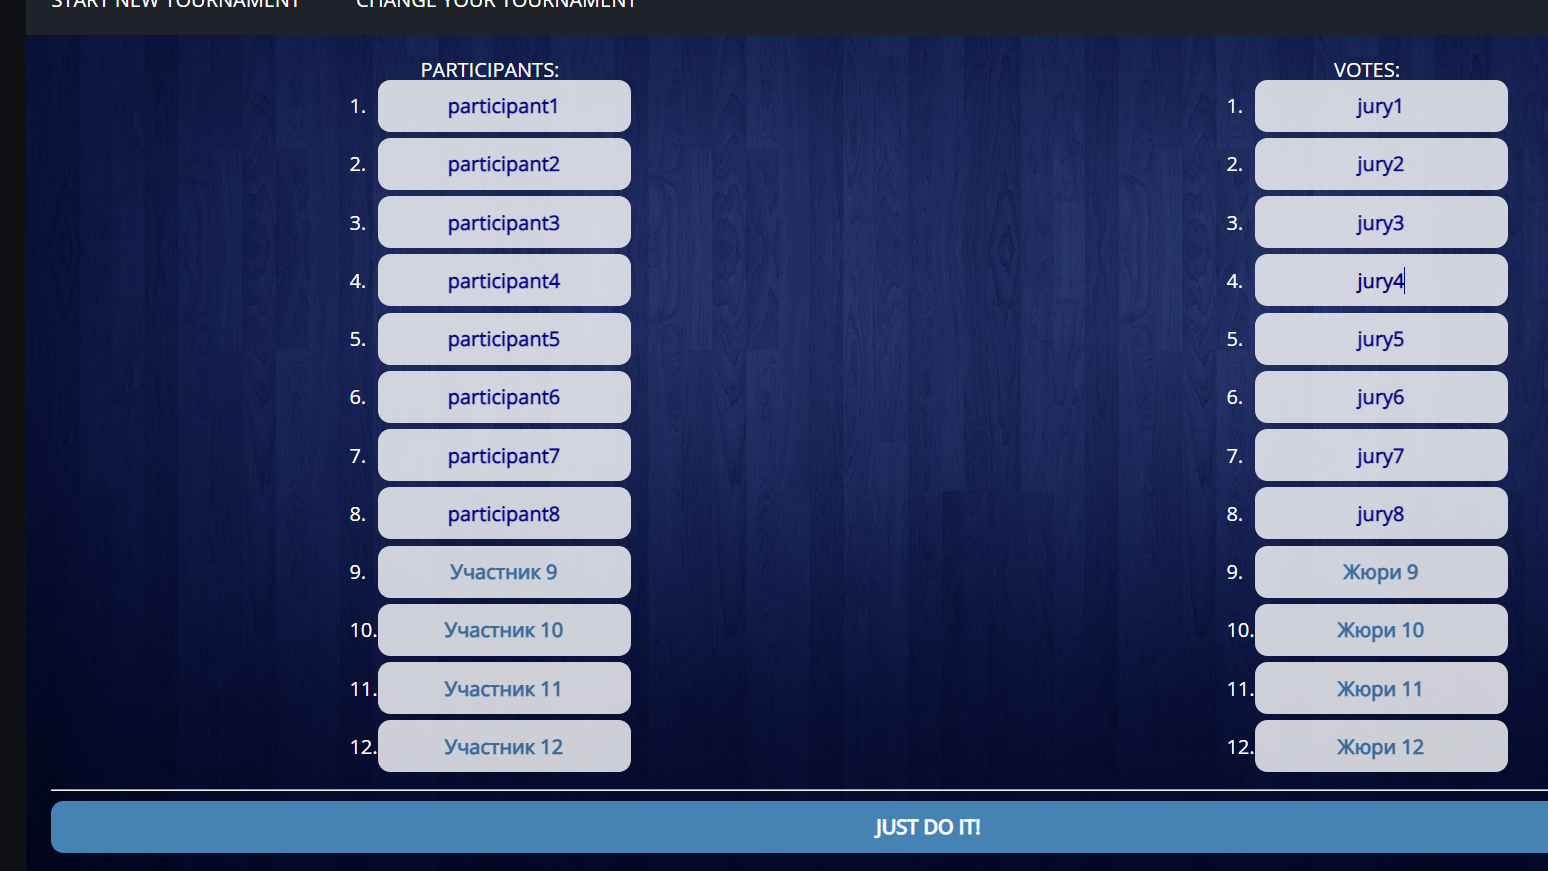 START NEW TOURNAMENT CHANGE YOUR TOURNAMENT
PARTICIPANTS: VOTES:
1. participant1 1. jury1
2. participant2 2. jury2
3. participant3 3. jury3
4. participant4 4. jury4
5. participant5 5. jury5
6. participant6 6. jury6
7. participant7 7. jury7
8. participant8 8. jury8
9. Участник 9 9. Жюри 9
10. Участник 10 10. Жюри 10
11. Участник 11 11. Жюри 11
12. Участник 12 12. Жюри 12
JUST DO IT!